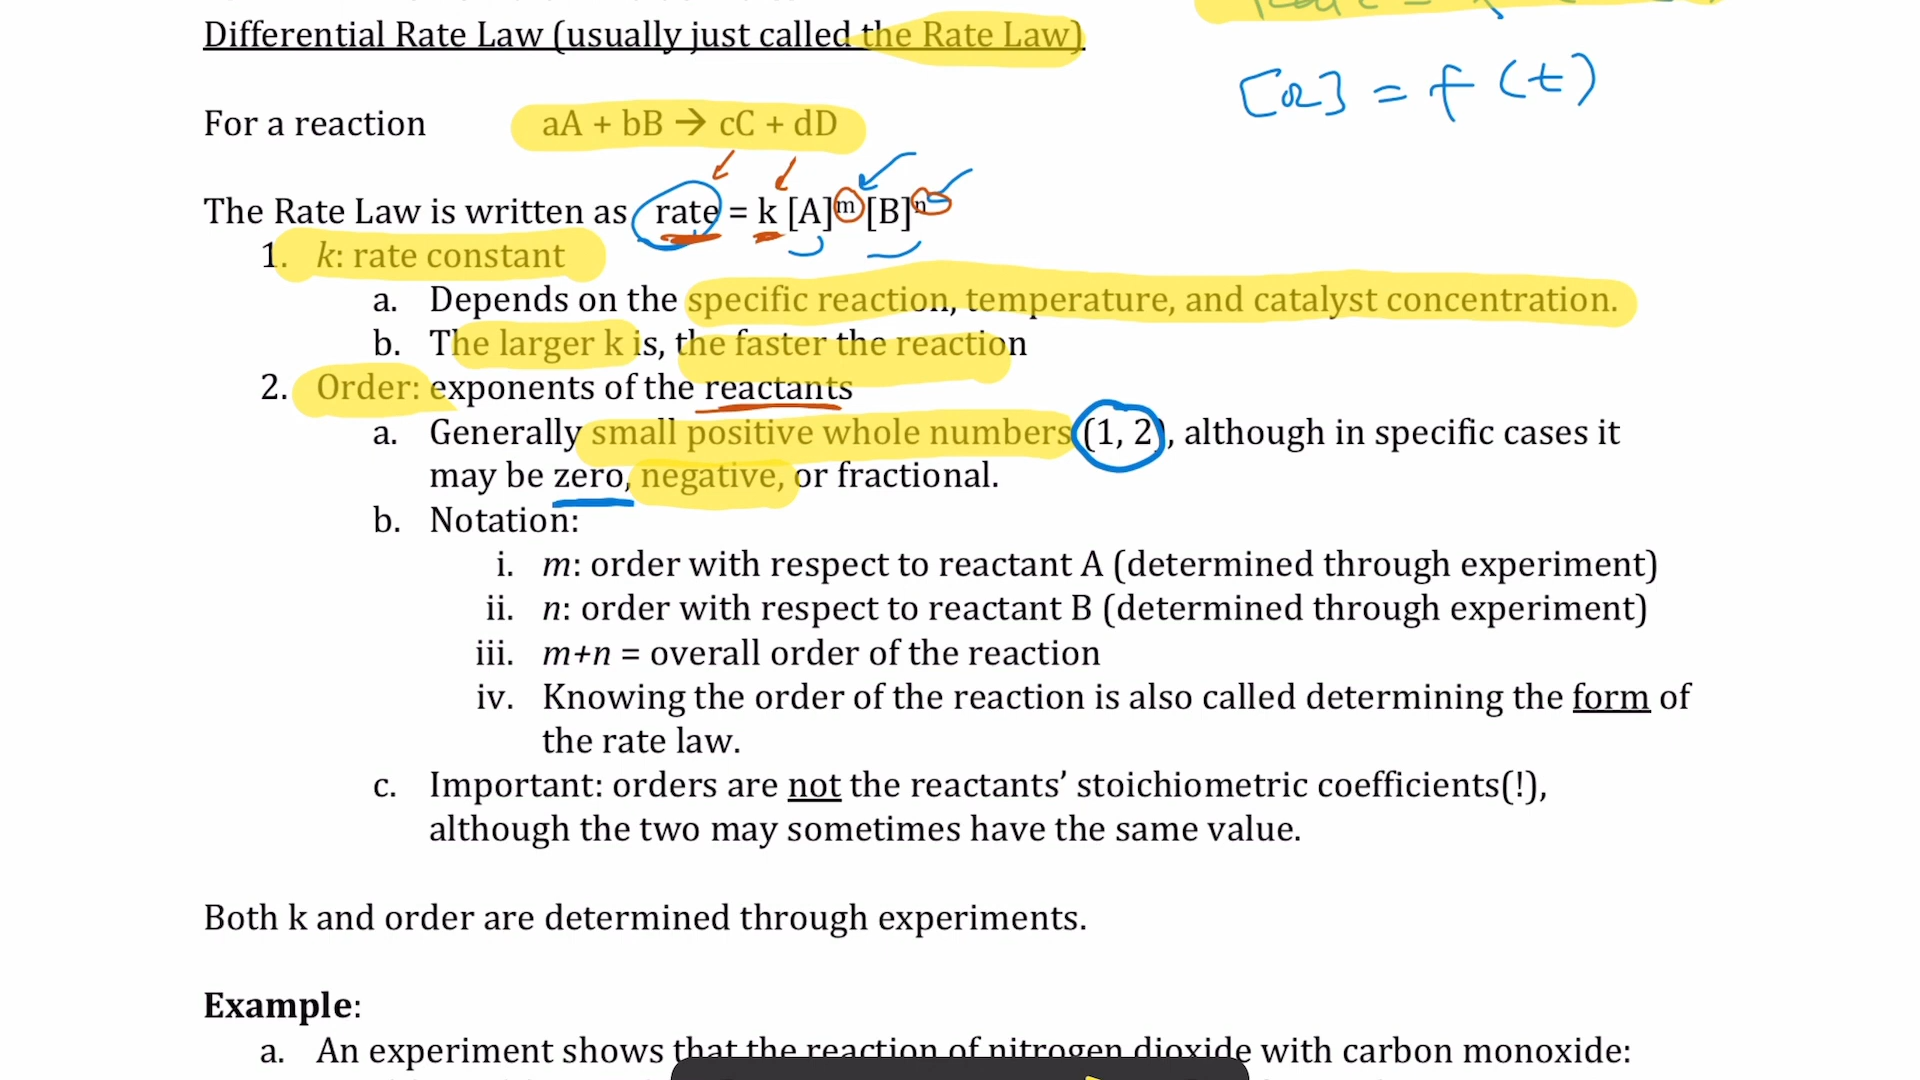 Differential Rate Law (usually just called the Rate Law)
[R] = f (t)
For a reaction aA + bB → cC + dD
The Rate Law is written as rate = k [A]ᵐ [B]ⁿ
1. k: rate constant
a. Depends on the specific reaction, temperature, and catalyst concentration.
b. The larger k is, the faster the reaction
2. Order: exponents of the reactants
a. Generally small positive whole numbers (1, 2), although in specific cases it
may be zero, negative, or fractional.
b. Notation:
i. m: order with respect to reactant A (determined through experiment)
ii. n: order with respect to reactant B (determined through experiment)
iii. m+n = overall order of the reaction
iv. Knowing the order of the reaction is also called determining the form of
the rate law.
c. Important: orders are not the reactants’ stoichiometric coefficients(!),
although the two may sometimes have the same value.
Both k and order are determined through experiments.
Example:
a. An experiment shows that the reaction of nitrogen dioxide with carbon monoxide: